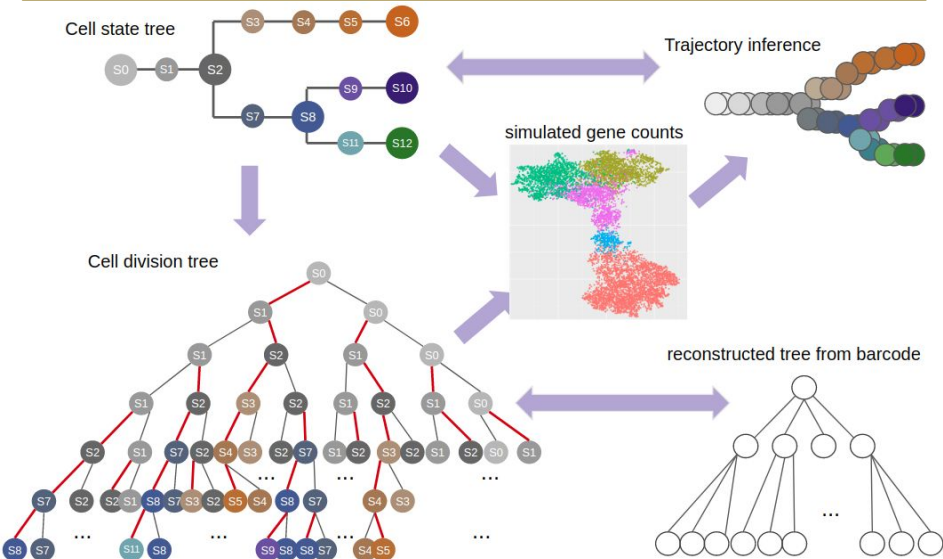 Cell state tree
S3 S4 S5 S6
S0 S1 S2
S9 S10
S7 S8
S11 S12
Trajectory inference
simulated gene counts
Cell division tree
S0
S1 S0
S1 S2 S1 S0
S1 S2 S3 S2 S1 S2 S1 S0
S2 S1 S7 S2 S4 S3 S2 S7 S1 S2 S3 S2 S1 S2 S0 S1
... ... ...
S7 S2 S2 S1 S8 S7 S3 S2 S5 S4 S8 S7 S4 S3
... ... ... ...
S8 S7 S11 S8 S9 S8 S8 S7 S4 S5
reconstructed tree from barcode
...